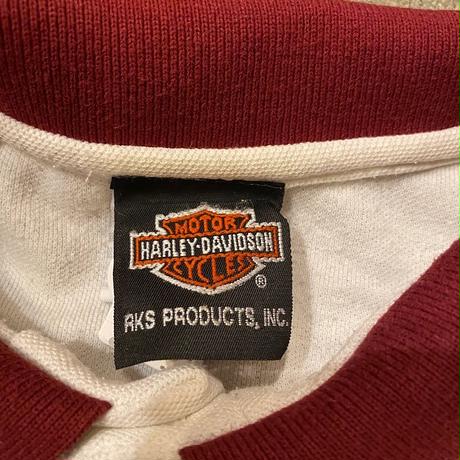 MOTOR
HARLEY-DAVIDSON
CYCLES
®
RKS PRODUCTS, INC.